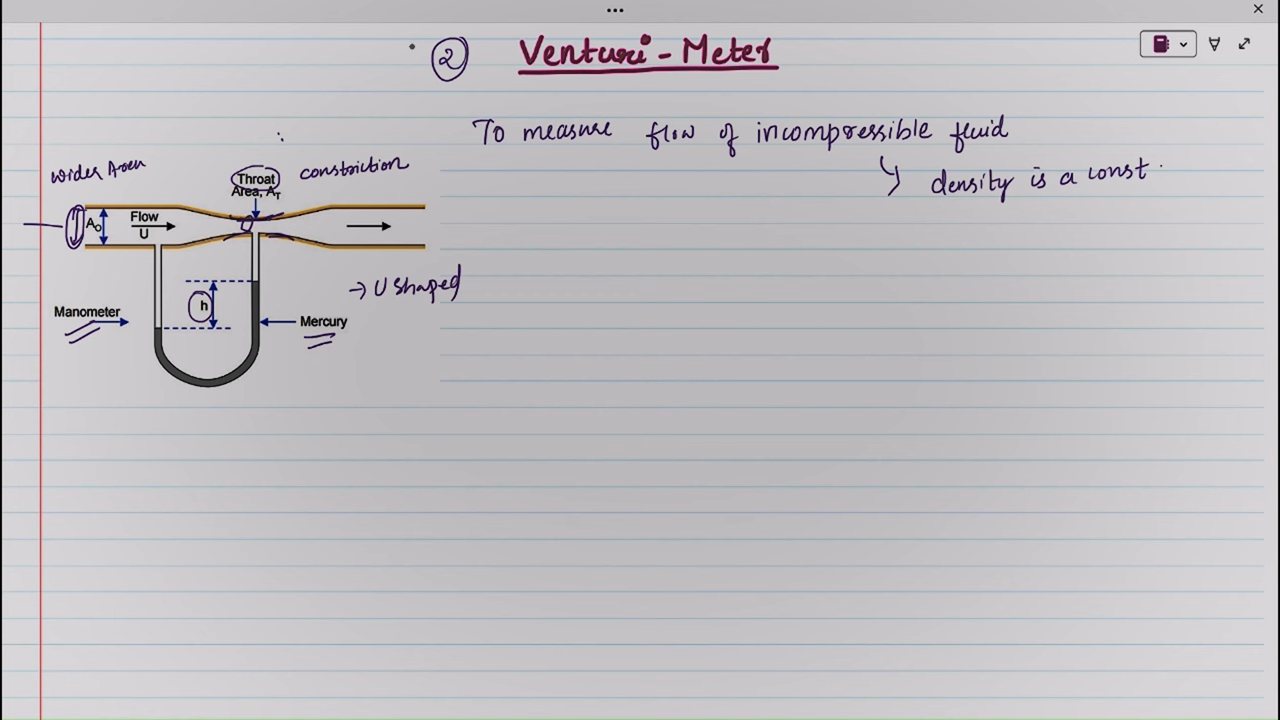 ② Venturi - Meter
To measure flow of incompressible fluid
density is a const.
wider Area
constriction
Throat
Area, A_T
A_o
Flow
U
→ U shaped
h
Manometer
Mercury